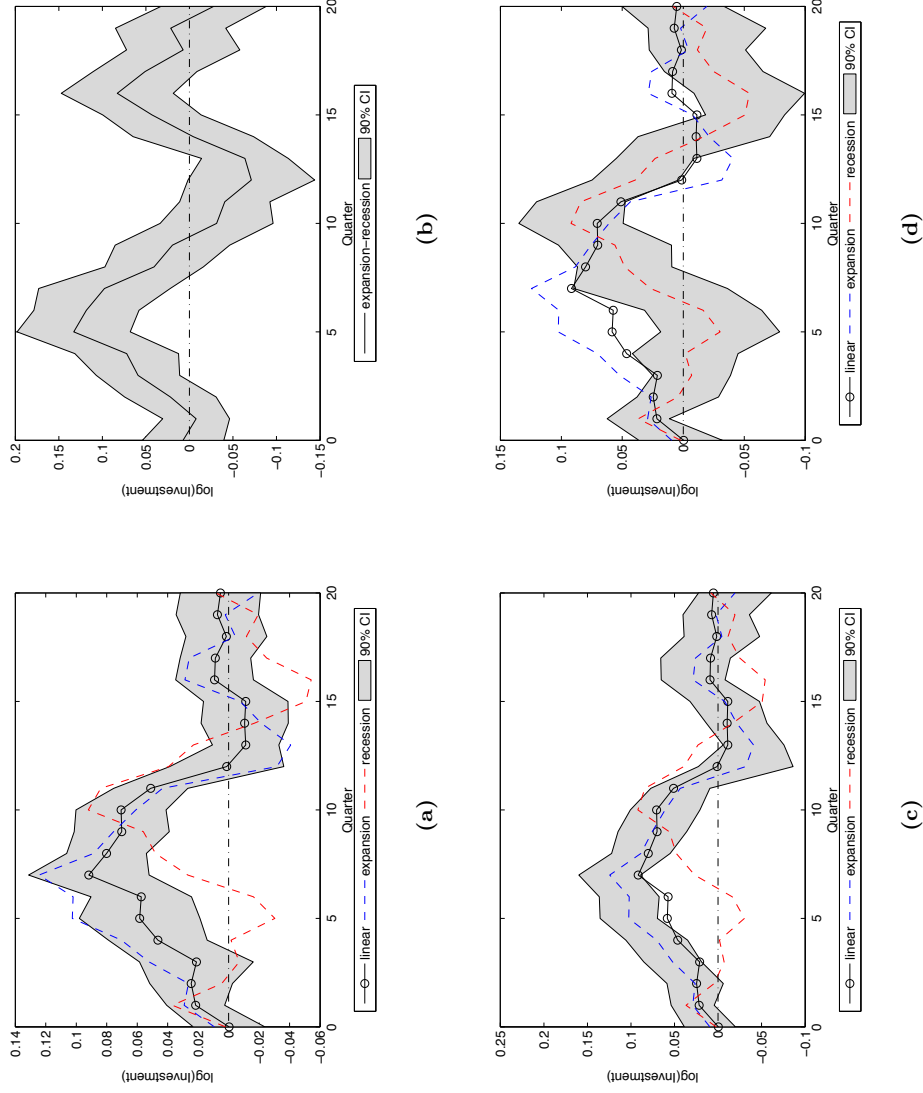 0.14
0.12
0.1
0.08
0.06
0.04
0.02
0
−0.02
−0.04
−0.06
log(Investment)
0 5 10 15 20
Quarter
linear expansion recession 90% CI
(a)
0.2
0.15
0.1
0.05
0
−0.05
−0.1
−0.15
log(Investment)
0 5 10 15 20
Quarter
expansion−recession 90% CI
(b)
0.25
0.2
0.15
0.1
0.05
0
−0.05
−0.1
log(Investment)
0 5 10 15 20
Quarter
linear expansion recession 90% CI
(c)
0.15
0.1
0.05
0
−0.05
−0.1
log(Investment)
0 5 10 15 20
Quarter
linear expansion recession 90% CI
(d)